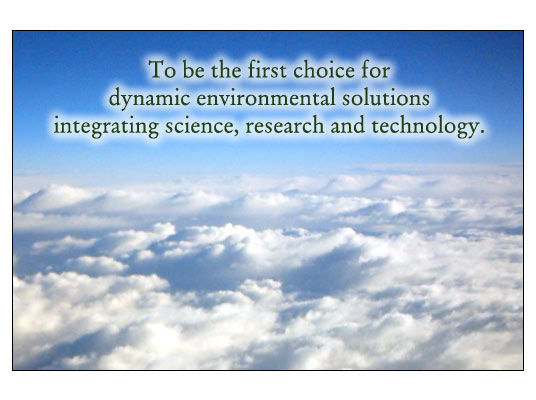 To be the first choice for
dynamic environmental solutions
integrating science, research and technology.